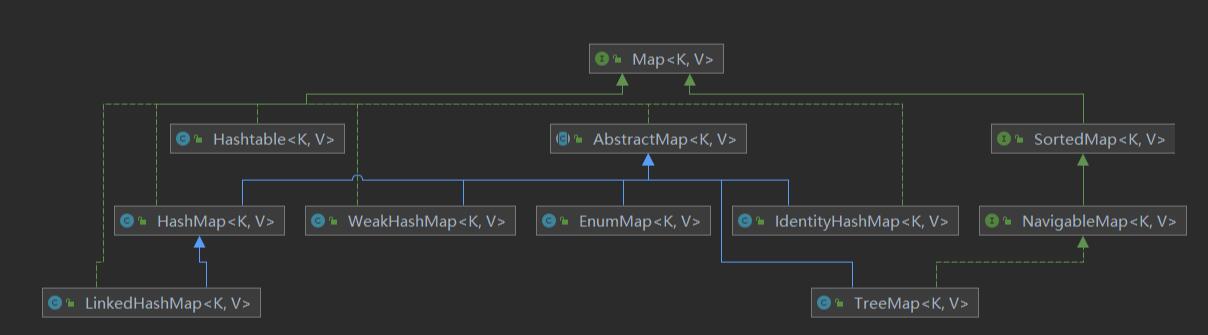 Map<K, V>
Hashtable<K, V>
AbstractMap<K, V>
SortedMap<K, V>
HashMap<K, V>
WeakHashMap<K, V>
EnumMap<K, V>
IdentityHashMap<K, V>
NavigableMap<K, V>
LinkedHashMap<K, V>
TreeMap<K, V>